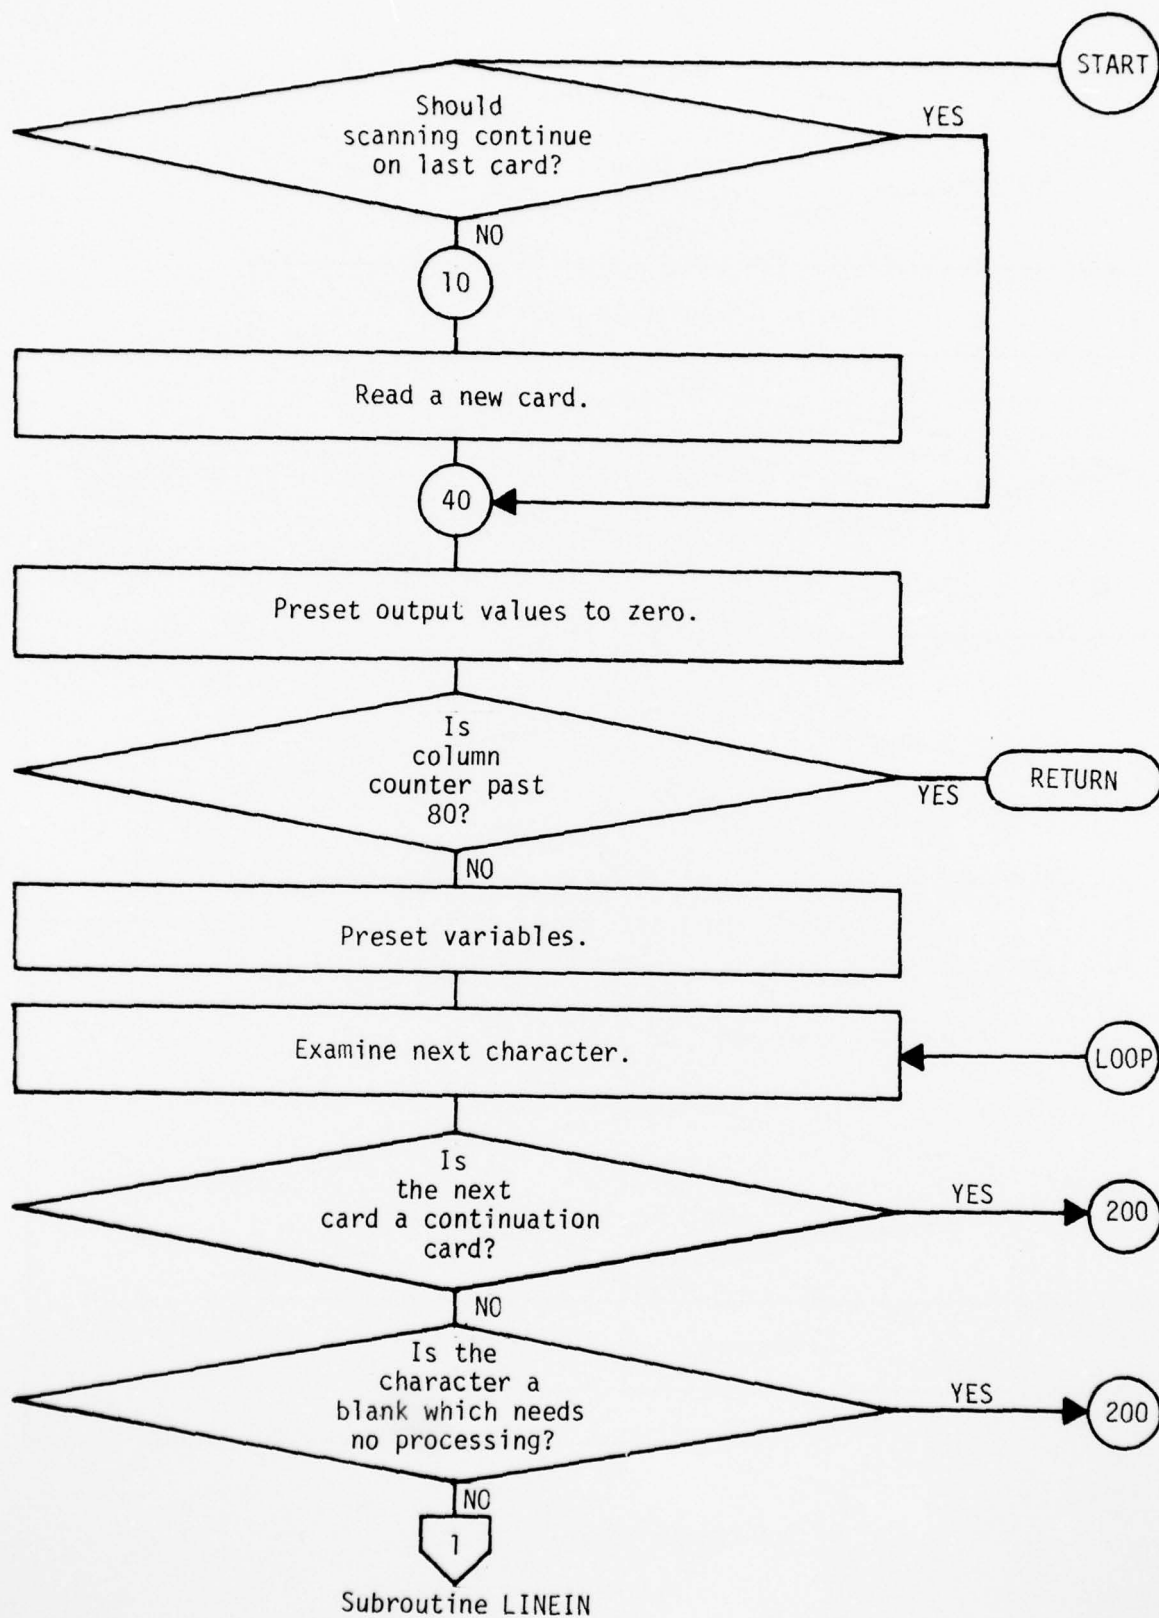 START
Should
scanning continue
on last card?
YES
NO
10
Read a new card.
40
Preset output values to zero.
Is
column
counter past
80?
YES
RETURN
NO
Preset variables.
Examine next character.
LOOP
Is
the next
card a continuation
card?
YES
200
NO
Is the
character a
blank which needs
no processing?
YES
200
NO
1
Subroutine LINEIN